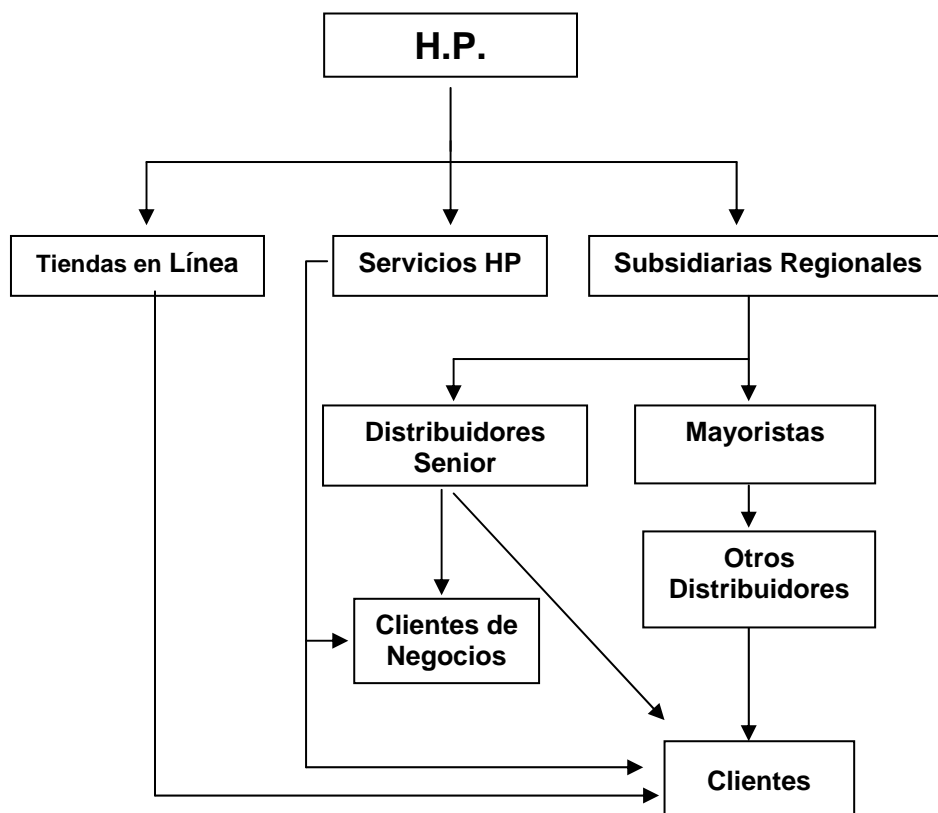 H.P.
Tiendas en Línea
Servicios HP
Subsidiarias Regionales
Distribuidores
Senior
Mayoristas
Otros
Distribuidores
Clientes de
Negocios
Clientes